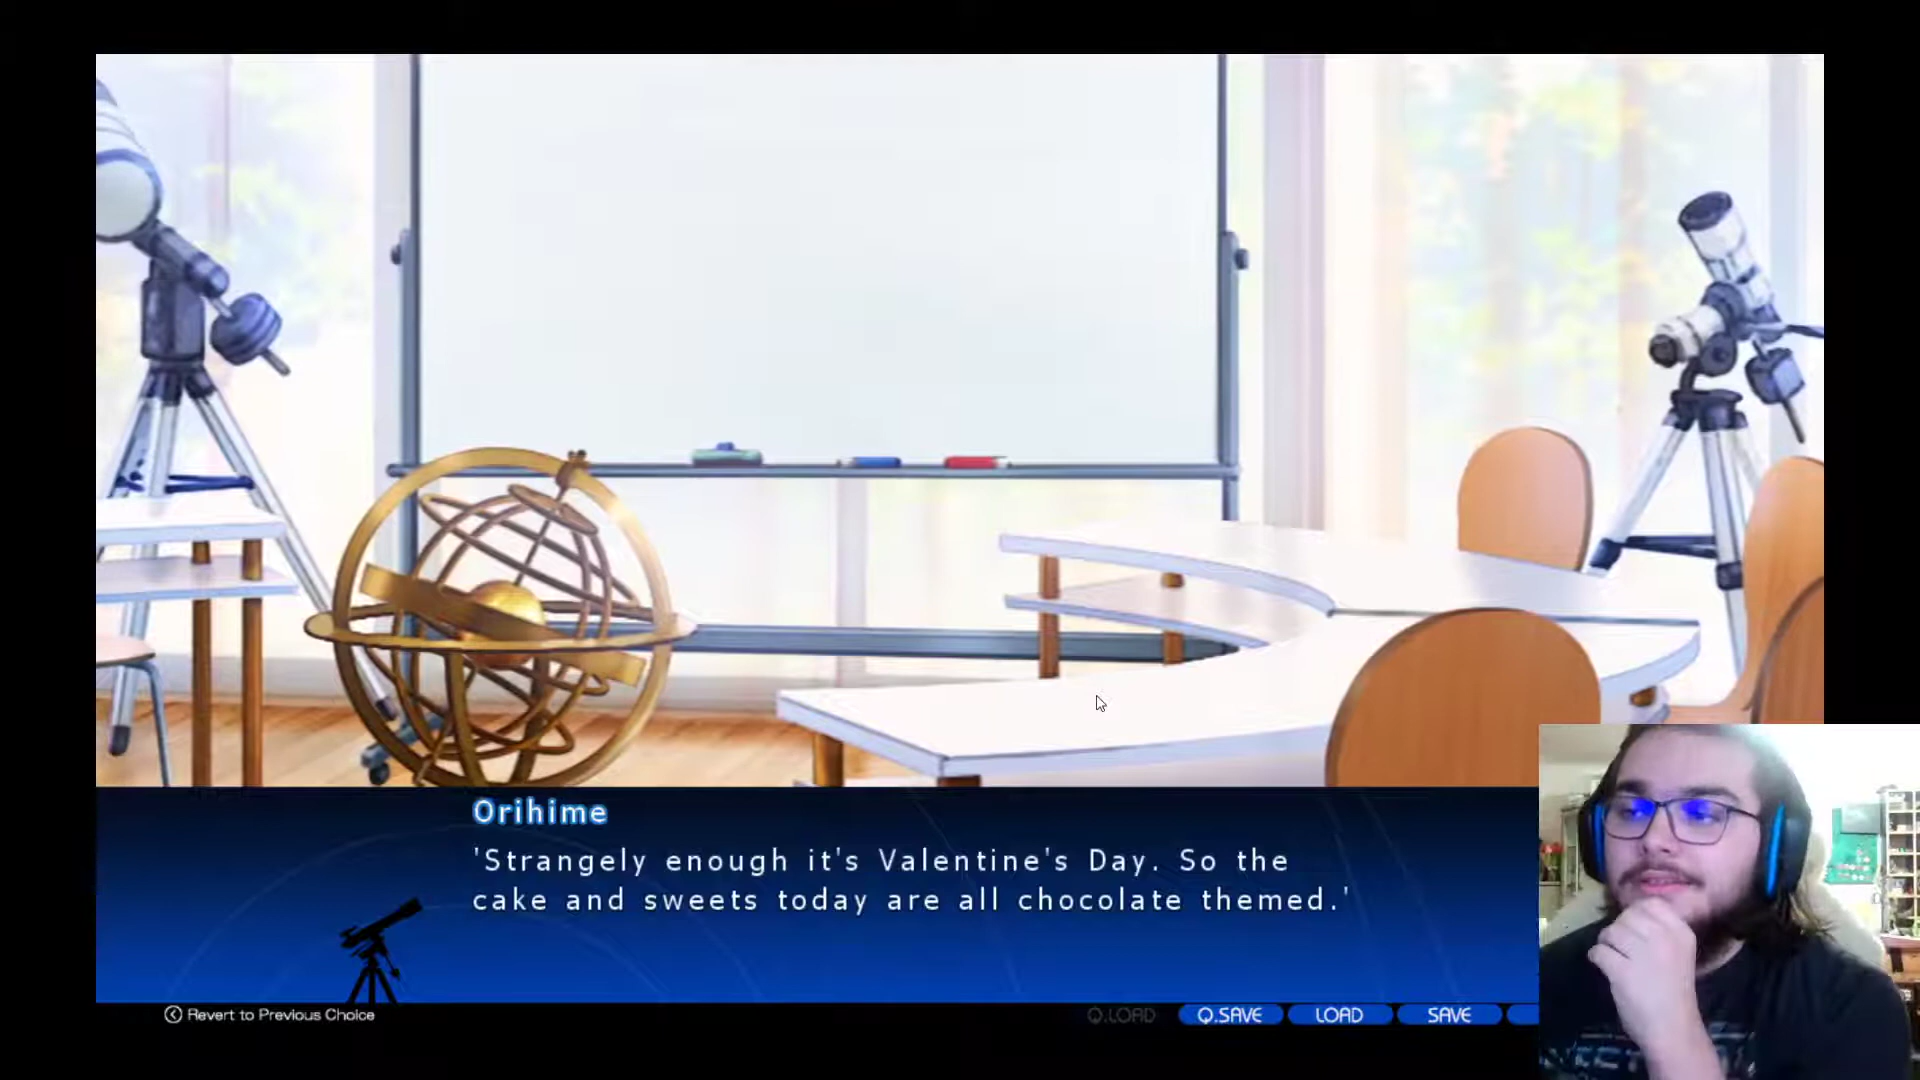 Orihime
'Strangely enough it's Valentine's Day. So the
cake and sweets today are all chocolate themed.'
Revert to Previous Choice
Q.LOAD
Q.SAVE
LOAD
SAVE